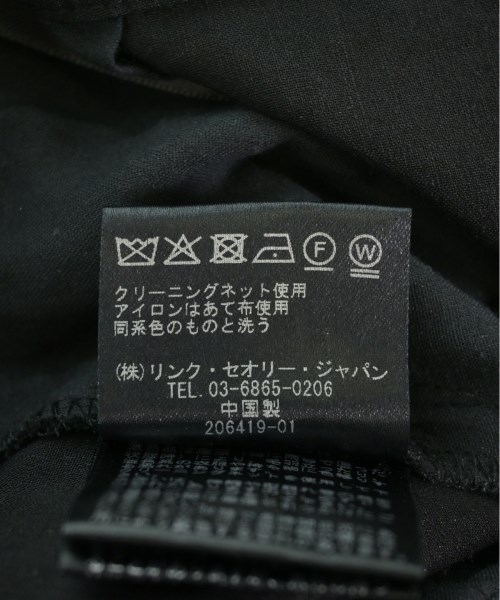 F W
クリーニングネット使用
アイロンはあて布使用
同系色のものと洗う
(株)リンク・セオリー・ジャパン
TEL. 03-6865-0206
中国製
206419-01